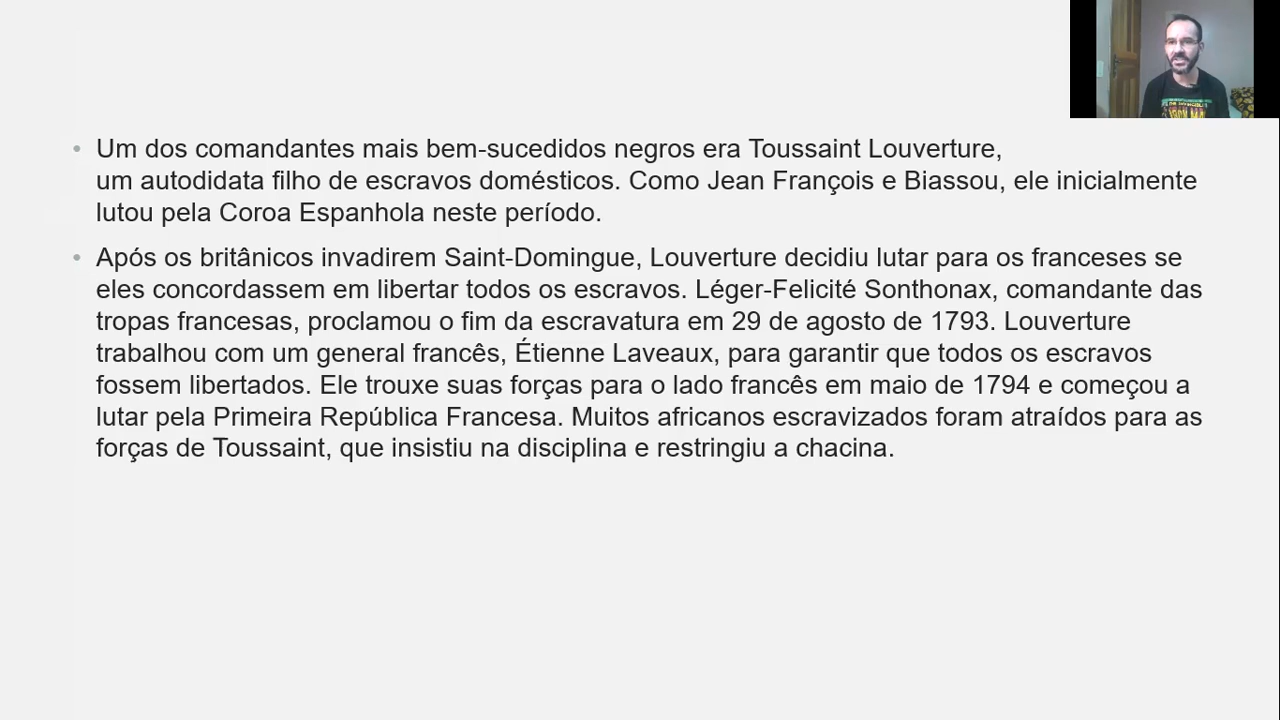 Um dos comandantes mais bem-sucedidos negros era Toussaint Louverture,
um autodidata filho de escravos domésticos. Como Jean François e Biassou, ele inicialmente
lutou pela Coroa Espanhola neste período.
Após os britânicos invadirem Saint-Domingue, Louverture decidiu lutar para os franceses se
eles concordassem em libertar todos os escravos. Léger-Felicité Sonthonax, comandante das
tropas francesas, proclamou o fim da escravatura em 29 de agosto de 1793. Louverture
trabalhou com um general francês, Étienne Laveaux, para garantir que todos os escravos
fossem libertados. Ele trouxe suas forças para o lado francês em maio de 1794 e começou a
lutar pela Primeira República Francesa. Muitos africanos escravizados foram atraídos para as
forças de Toussaint, que insistiu na disciplina e restringiu a chacina.